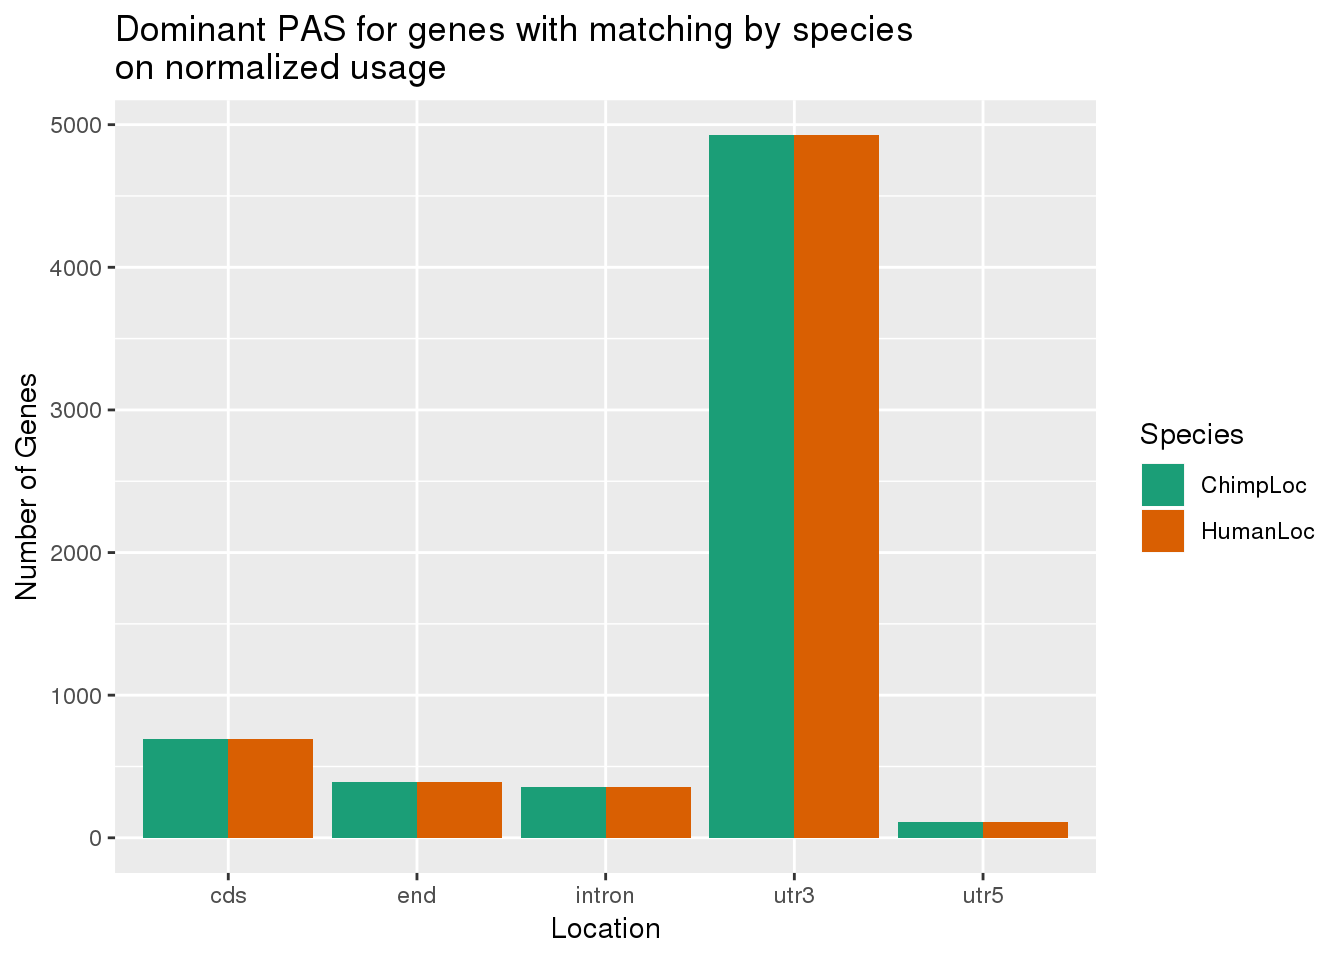 Dominant PAS for genes with matching by species
on normalized usage
Number of Genes
5000
4000
3000
2000
1000
0
cds
end
intron
utr3
utr5
Location
Species
ChimpLoc
HumanLoc